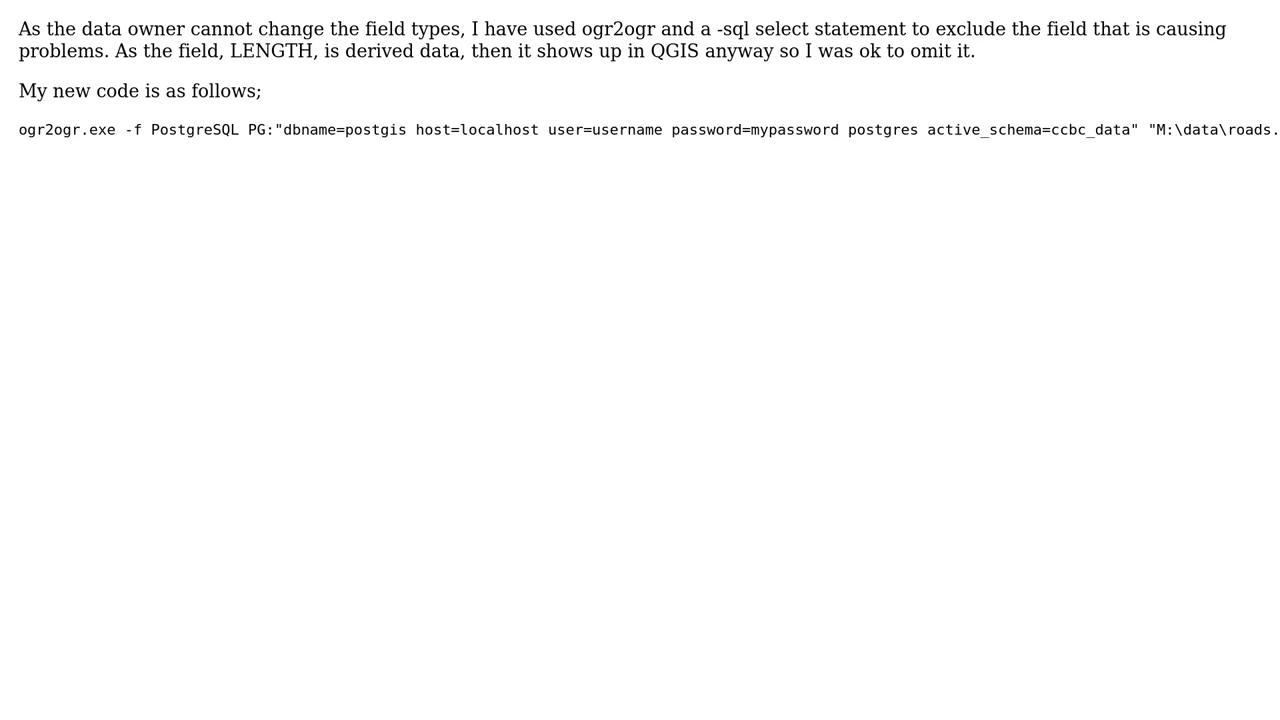 As the data owner cannot change the field types, I have used ogr2ogr and a -sql select statement to exclude the field that is causing
problems. As the field, LENGTH, is derived data, then it shows up in QGIS anyway so I was ok to omit it.
My new code is as follows;
ogr2ogr.exe -f PostgreSQL PG:"dbname=postgis host=localhost user=username password=mypassword postgres active_schema=ccbc_data" "M:\data\roads.